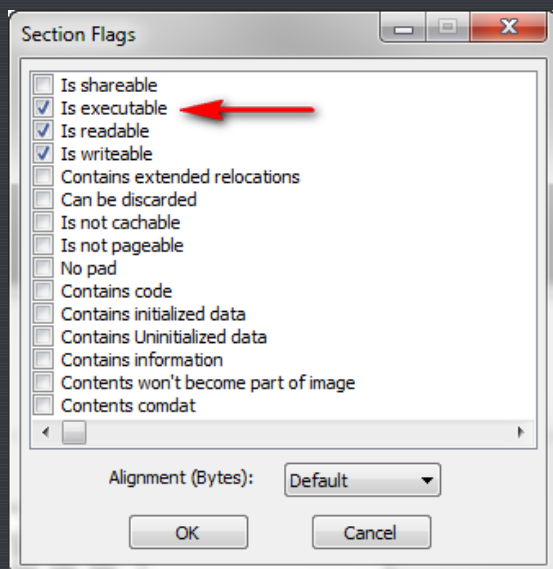 Section Flags
Is shareable
Is executable
Is readable
Is writeable
Contains extended relocations
Can be discarded
Is not cachable
Is not pageable
No pad
Contains code
Contains initialized data
Contains Uninitialized data
Contains information
Contents won't become part of image
Contents comdat
Alignment (Bytes): Default
OK Cancel